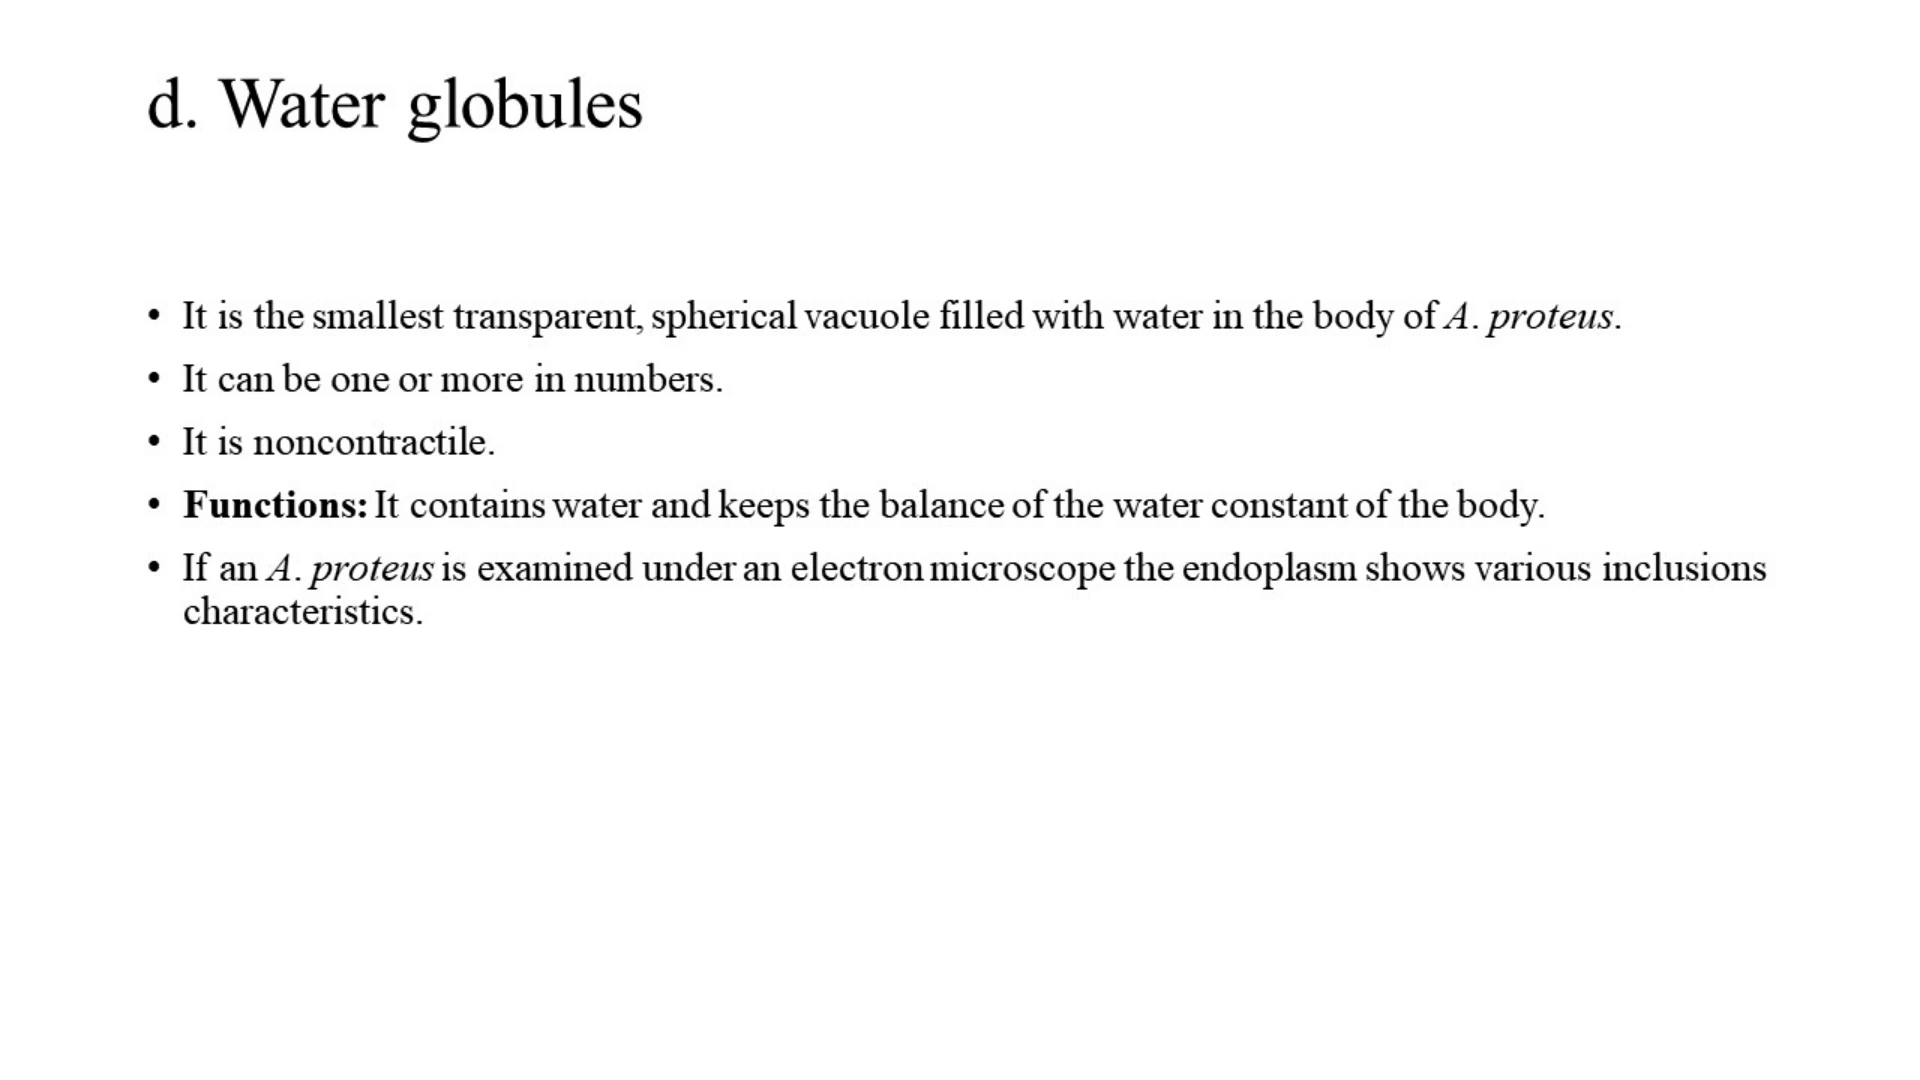 d. Water globules
• It is the smallest transparent, spherical vacuole filled with water in the body of A. proteus.
• It can be one or more in numbers.
• It is noncontractile.
• Functions: It contains water and keeps the balance of the water constant of the body.
• If an A. proteus is examined under an electron microscope the endoplasm shows various inclusions
characteristics.